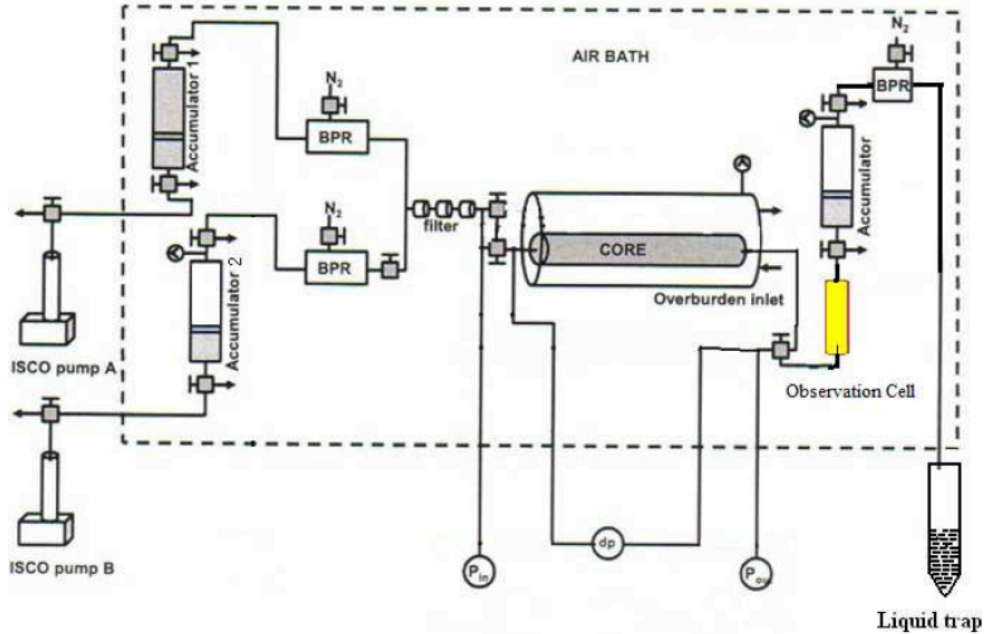 N2
AIR BATH
BPR
Accumulator 1
N2
BPR
N2
BPR
filter
Accumulator 2
CORE
Overburden inlet
Accumulator
ISCO pump A
Observation Cell
ISCO pump B
Pin
dp
Pout
Liquid trap